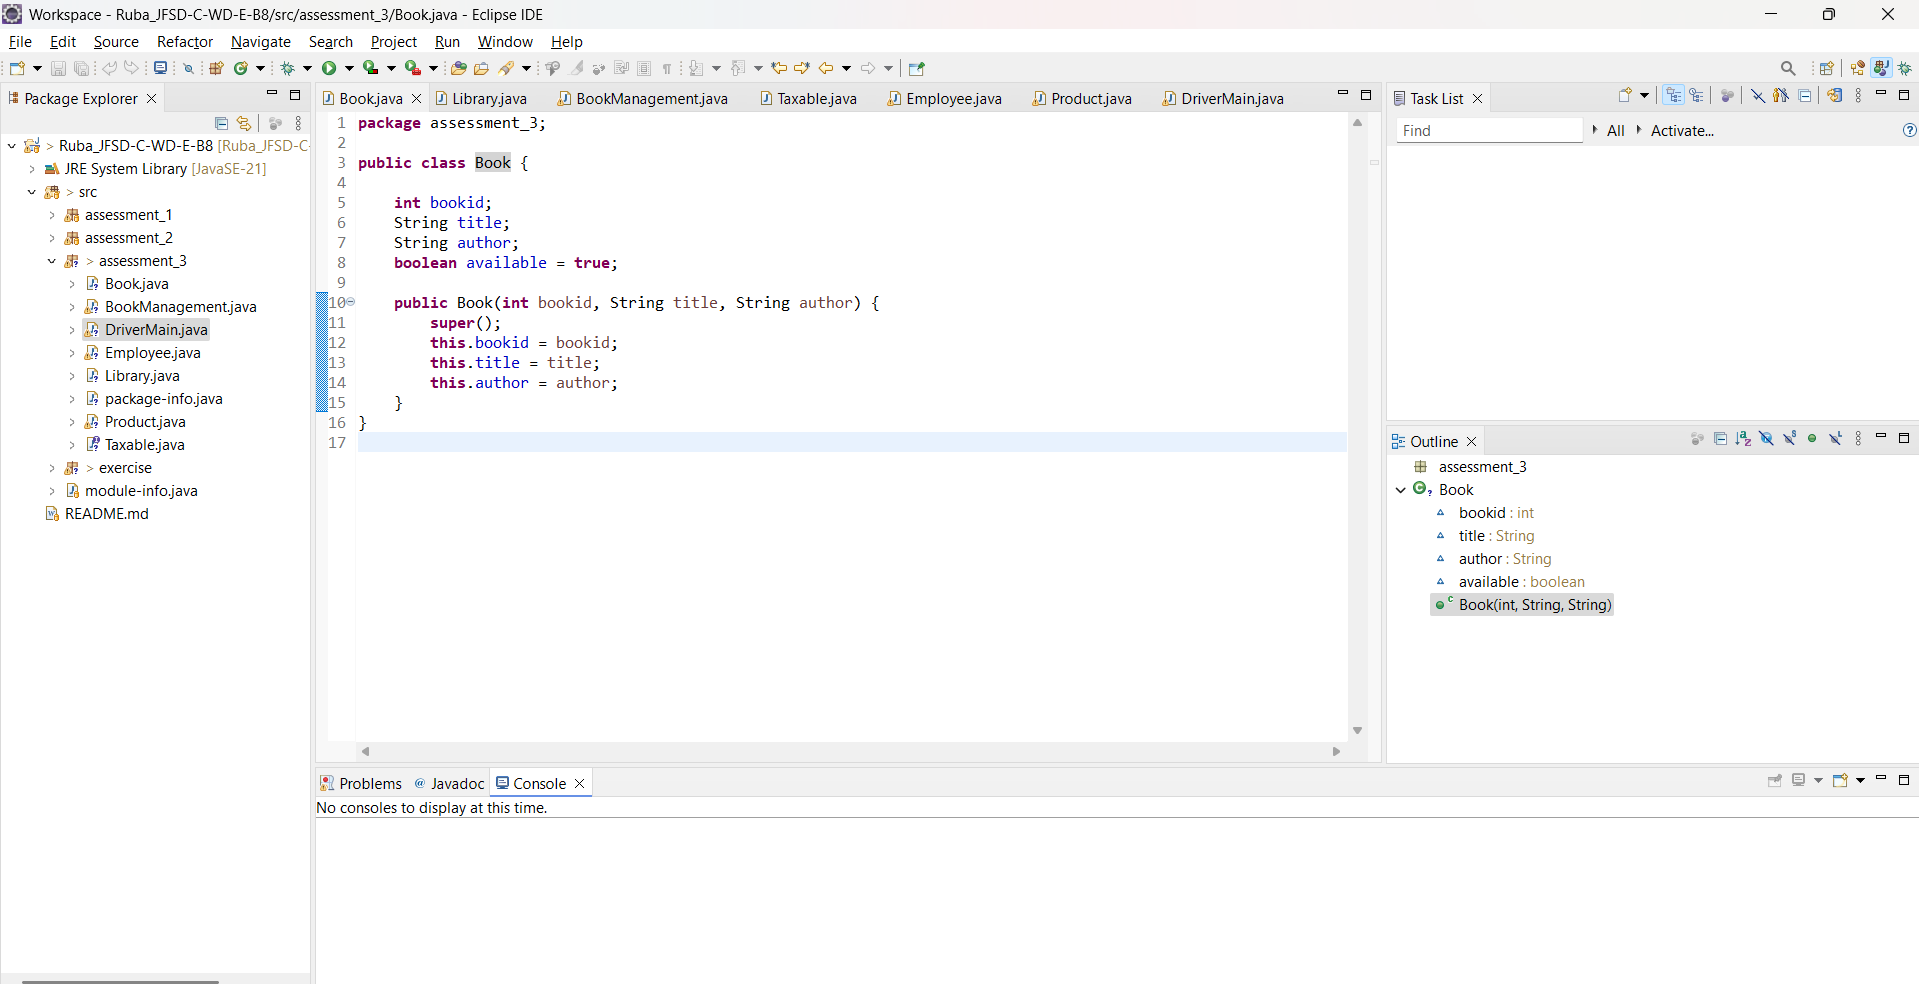 Workspace - Ruba_JFSD-C-WD-E-B8/src/assessment_3/Book.java - Eclipse IDE
File Edit Source Refactor Navigate Search Project Run Window Help
Package Explorer
> Ruba_JFSD-C-WD-E-B8 [Ruba_JFSD-C-
JRE System Library [JavaSE-21]
> src
assessment_1
assessment_2
> assessment_3
Book.java
BookManagement.java
DriverMain.java
Employee.java
Library.java
package-info.java
Product.java
Taxable.java
> exercise
module-info.java
README.md
Book.java Library.java BookManagement.java Taxable.java Employee.java Product.java DriverMain.java
1 package assessment_3;
2
3 public class Book {
4
5     int bookid;
6     String title;
7     String author;
8     boolean available = true;
9
10     public Book(int bookid, String title, String author) {
11         super();
12         this.bookid = bookid;
13         this.title = title;
14         this.author = author;
15     }
16 }
17
Problems Javadoc Console
No consoles to display at this time.
Task List
Find All Activate...
Outline
assessment_3
Book
bookid : int
title : String
author : String
available : boolean
Book(int, String, String)